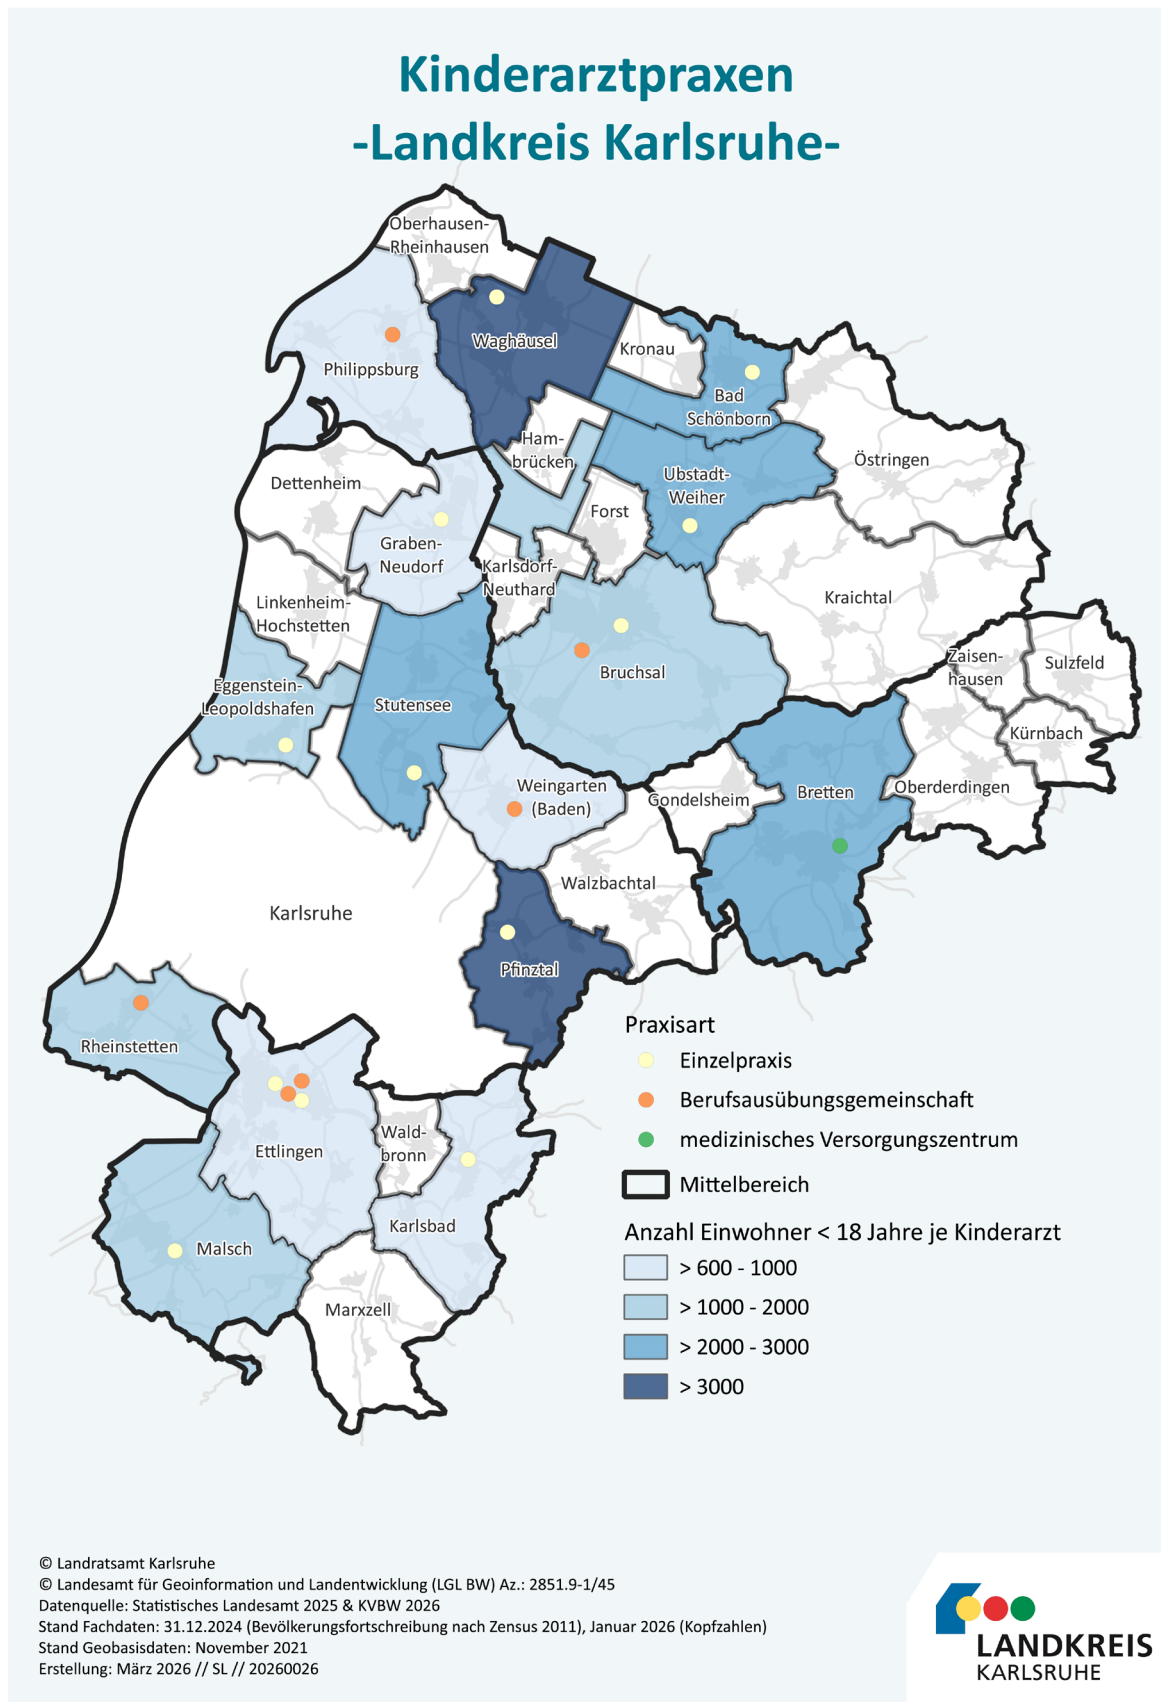 Kinderarztpraxen
-Landkreis Karlsruhe-
Oberhausen-
Rheinhausen
Waghäusel
Kronau
Philippsburg
Bad
Schönborn
Ham-
brücken
Östringen
Dettenheim
Ubstadt-
Weiher
Forst
Graben-
Neudorf
Karlsdorf-
Neuthard
Kraichtal
Linkenheim-
Hochstetten
Zaisen-
hausen
Sulzfeld
Bruchsal
Eggenstein-
Leopoldshafen
Stutensee
Kürnbach
Weingarten
(Baden)
Gondelsheim
Bretten
Oberderdingen
Walzbachtal
Karlsruhe
Pfinztal
Rheinstetten
Wald-
bronn
Ettlingen
Karlsbad
Malsch
Marxzell
Praxisart
Einzelpraxis
Berufsausübungsgemeinschaft
medizinisches Versorgungszentrum
Mittelbereich
Anzahl Einwohner < 18 Jahre je Kinderarzt
> 600 - 1000
> 1000 - 2000
> 2000 - 3000
> 3000
© Landratsamt Karlsruhe
© Landesamt für Geoinformation und Landentwicklung (LGL BW) Az.: 2851.9-1/45
Datenquelle: Statistisches Landesamt 2025 & KVBW 2026
Stand Fachdaten: 31.12.2024 (Bevölkerungsfortschreibung nach Zensus 2011), Januar 2026 (Kopfzahlen)
Stand Geobasisdaten: November 2021
Erstellung: März 2026 // SL // 20260026
LANDKREIS
KARLSRUHE